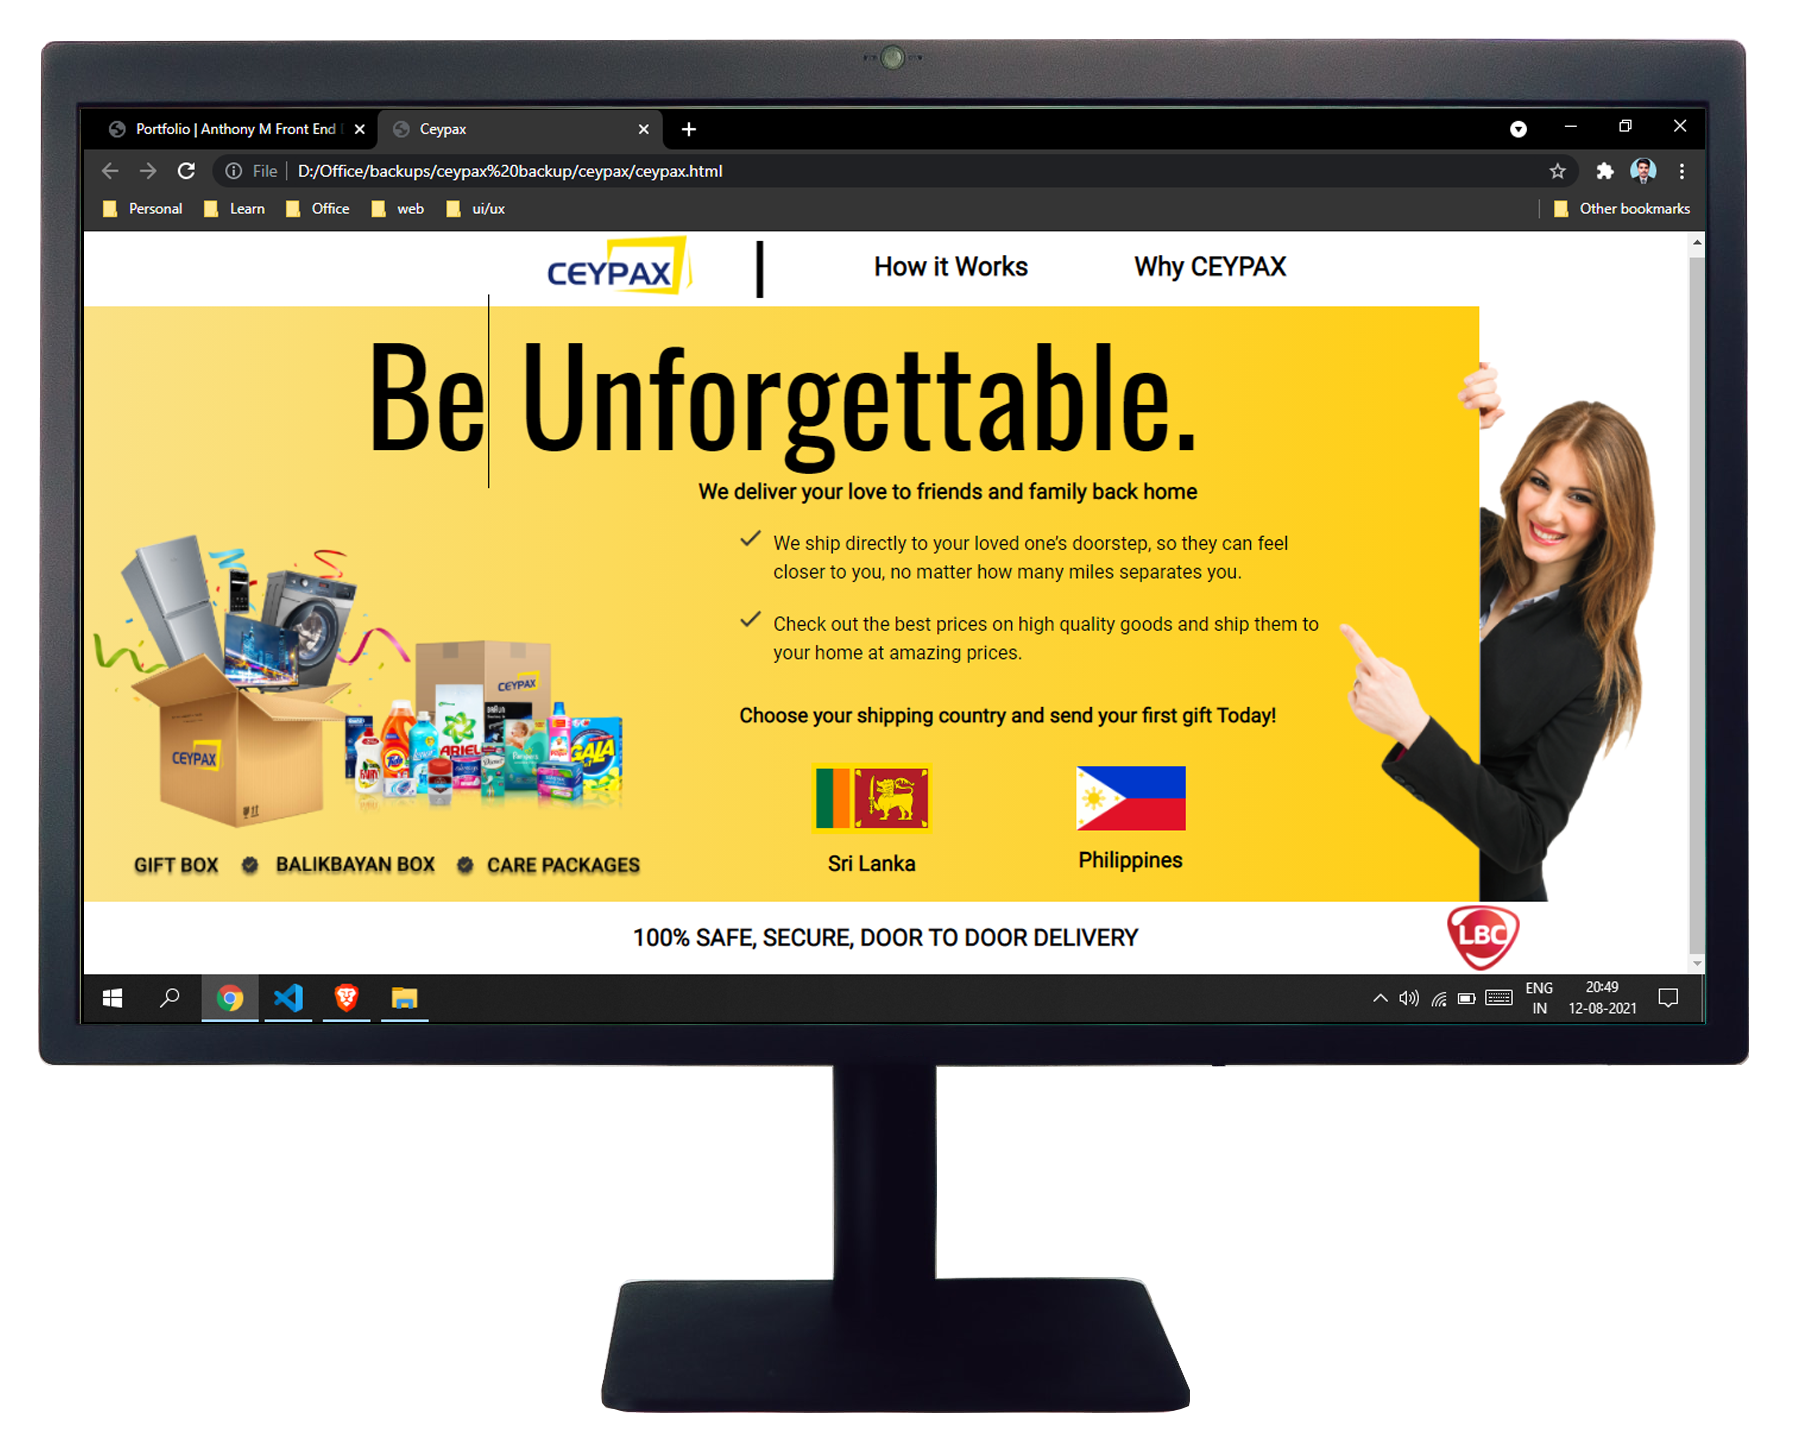 Portfolio | Anthony M Front End
Ceypax
File
D:/Office/backups/ceypax%20backup/ceypax/ceypax.html
Personal
Learn
Office
web
ui/ux
Other bookmarks
CEYPAX
How it Works
Why CEYPAX
Be Unforgettable.
We deliver your love to friends and family back home
We ship directly to your loved one’s doorstep, so they can feel
closer to you, no matter how many miles separates you.
Check out the best prices on high quality goods and ship them to
your home at amazing prices.
Choose your shipping country and send your first gift Today!
CEYPAX
CEYPAX
BRAUN
ARIEL
Tide
FAIRY
Pampers
GALA
GIFT BOX
BALIKBAYAN BOX
CARE PACKAGES
Sri Lanka
Philippines
100% SAFE, SECURE, DOOR TO DOOR DELIVERY
LBC
ENG
IN
20:49
12-08-2021